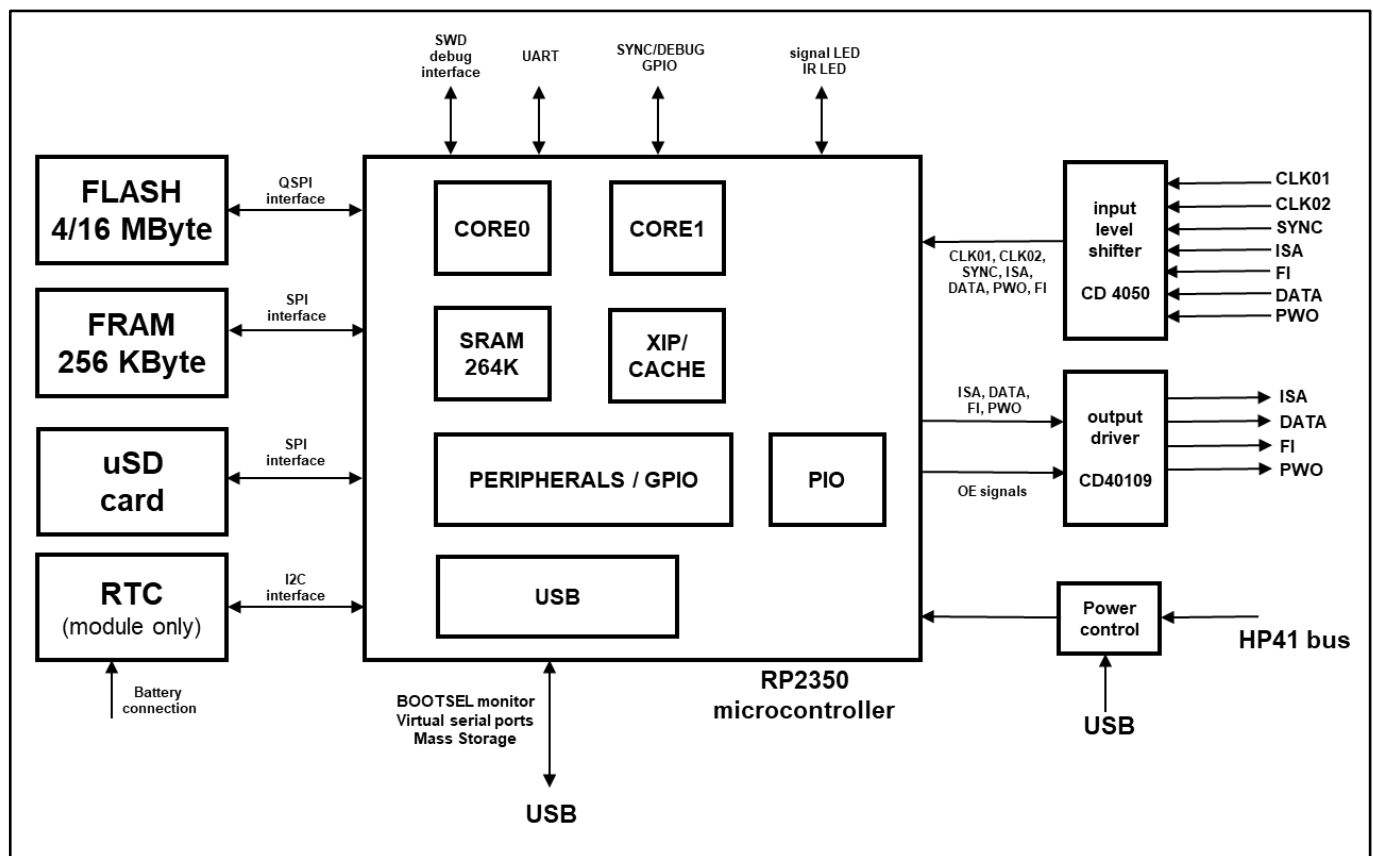 SWD
debug
interface
UART
SYNC/DEBUG
GPIO
signal LED
IR LED
FLASH
4/16 MByte
QSPI
interface
FRAM
256 KByte
SPI
interface
uSD
card
SPI
interface
RTC
(module only)
I2C
interface
Battery
connection
CORE0
CORE1
SRAM
264K
XIP/
CACHE
PERIPHERALS / GPIO
PIO
USB
RP2350
microcontroller
BOOTSEL monitor
Virtual serial ports
Mass Storage
USB
CLK01, CLK02,
SYNC, ISA,
DATA, PWO, FI
input
level
shifter
CD 4050
CLK01
CLK02
SYNC
ISA
FI
DATA
PWO
ISA, DATA,
FI, PWO
OE signals
output
driver
CD40109
ISA
DATA
FI
PWO
Power
control
HP41 bus
USB